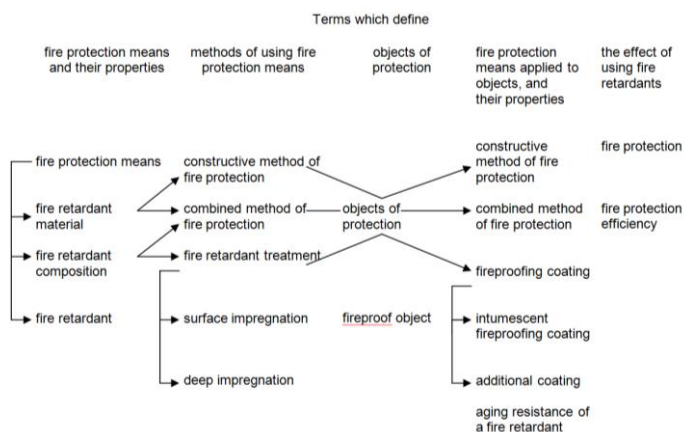 Terms which define
fire protection means
and their properties
methods of using fire
protection means
objects of
protection
fire protection
means applied to
objects, and
their properties
the effect of
using fire
retardants
fire protection means
constructive method of
fire protection
constructive
method of fire
protection
fire protection
fire retardant
material
combined method of
fire protection
objects of
protection
combined method
of fire protection
fire protection
efficiency
fire retardant
composition
fire retardant treatment
fireproofing coating
fire retardant
surface impregnation
fireproof object
intumescent
fireproofing coating
deep impregnation
additional coating
aging resistance of
a fire retardant